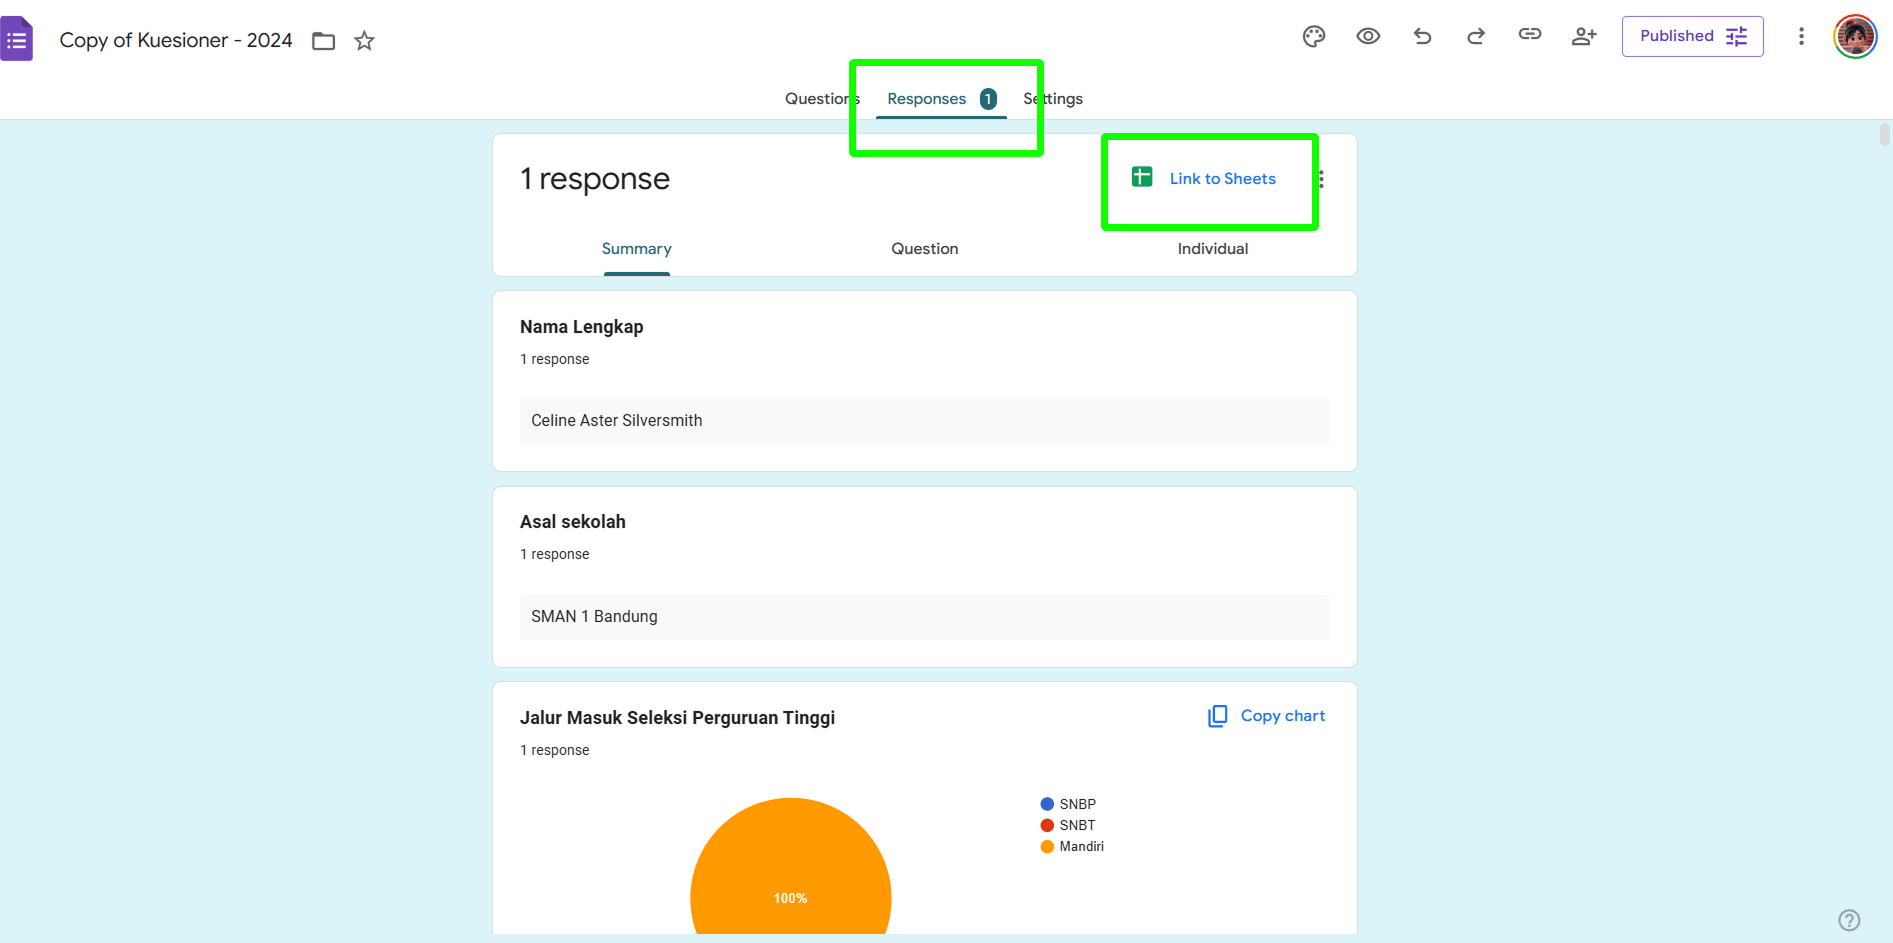 Copy of Kuesioner - 2024
Published
Questions Responses 1 Settings
1 response
Link to Sheets
Summary Question Individual
Nama Lengkap
1 response
Celine Aster Silversmith
Asal sekolah
1 response
SMAN 1 Bandung
Jalur Masuk Seleksi Perguruan Tinggi
Copy chart
1 response
SNBP
SNBT
Mandiri
100%